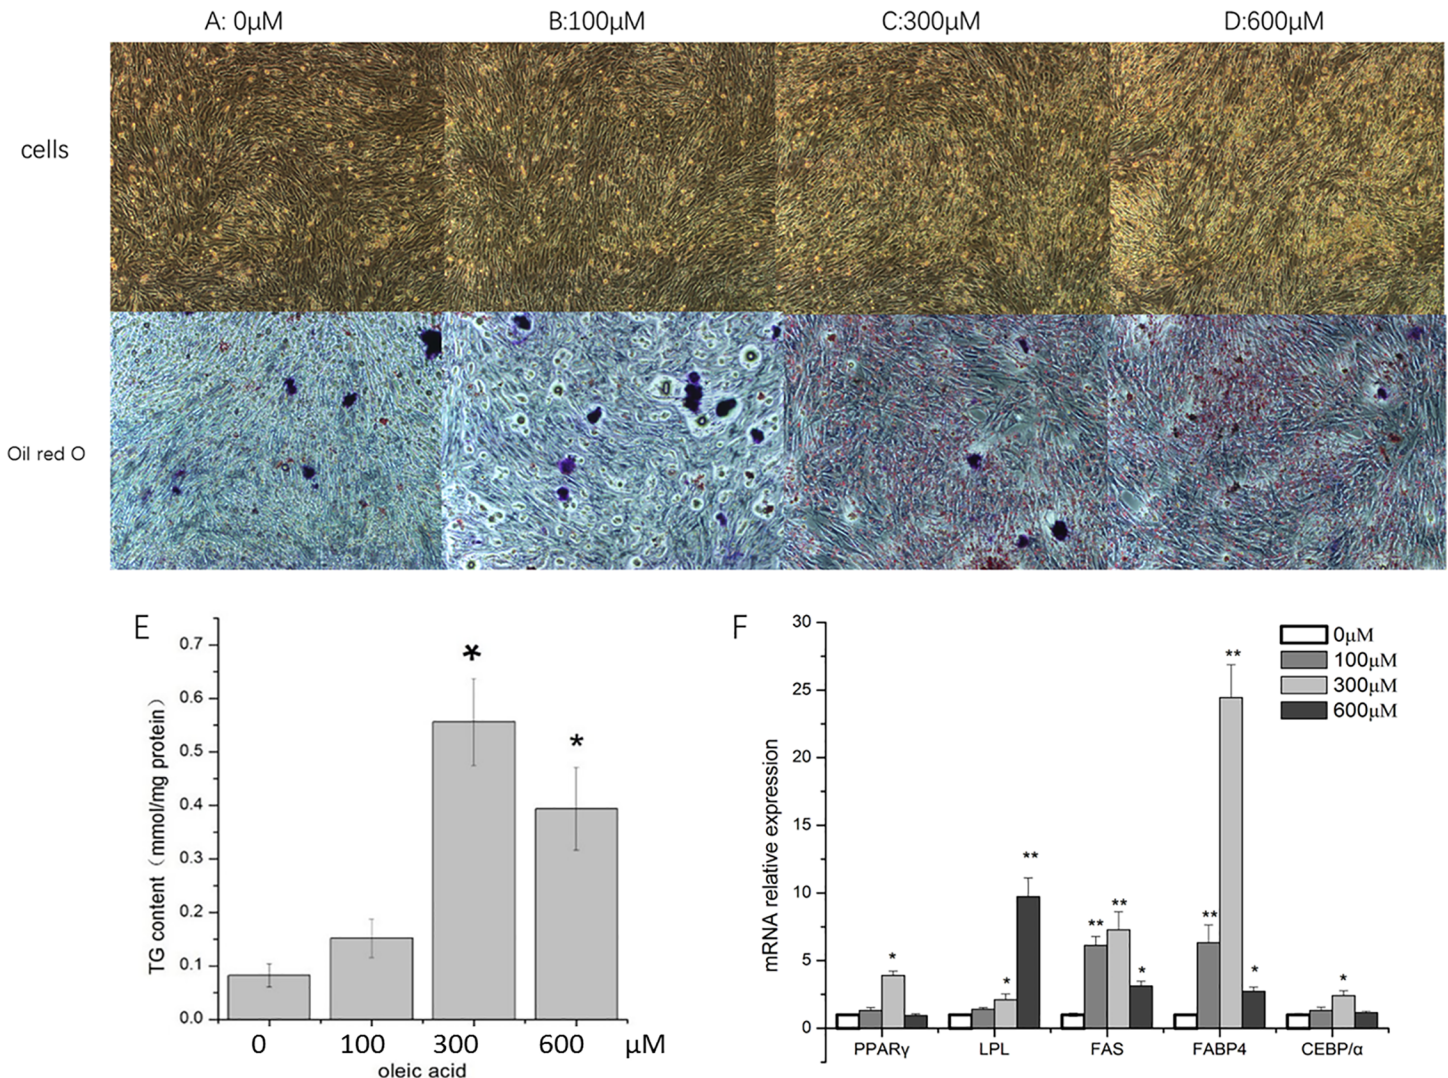 A: 0μM
B:100μM
C:300μM
D:600μM
cells
Oil red O
E
TG content（mmol/mg protein）
0.7
0.6
0.5
0.4
0.3
0.2
0.1
0.0
*
*
0
100
300
600
μM
oleic acid
F
mRNA relative expression
30
25
20
15
10
5
0
0μM
100μM
300μM
600μM
*
*
**
**
**
*
**
**
*
*
PPARγ
LPL
FAS
FABP4
CEBP/α